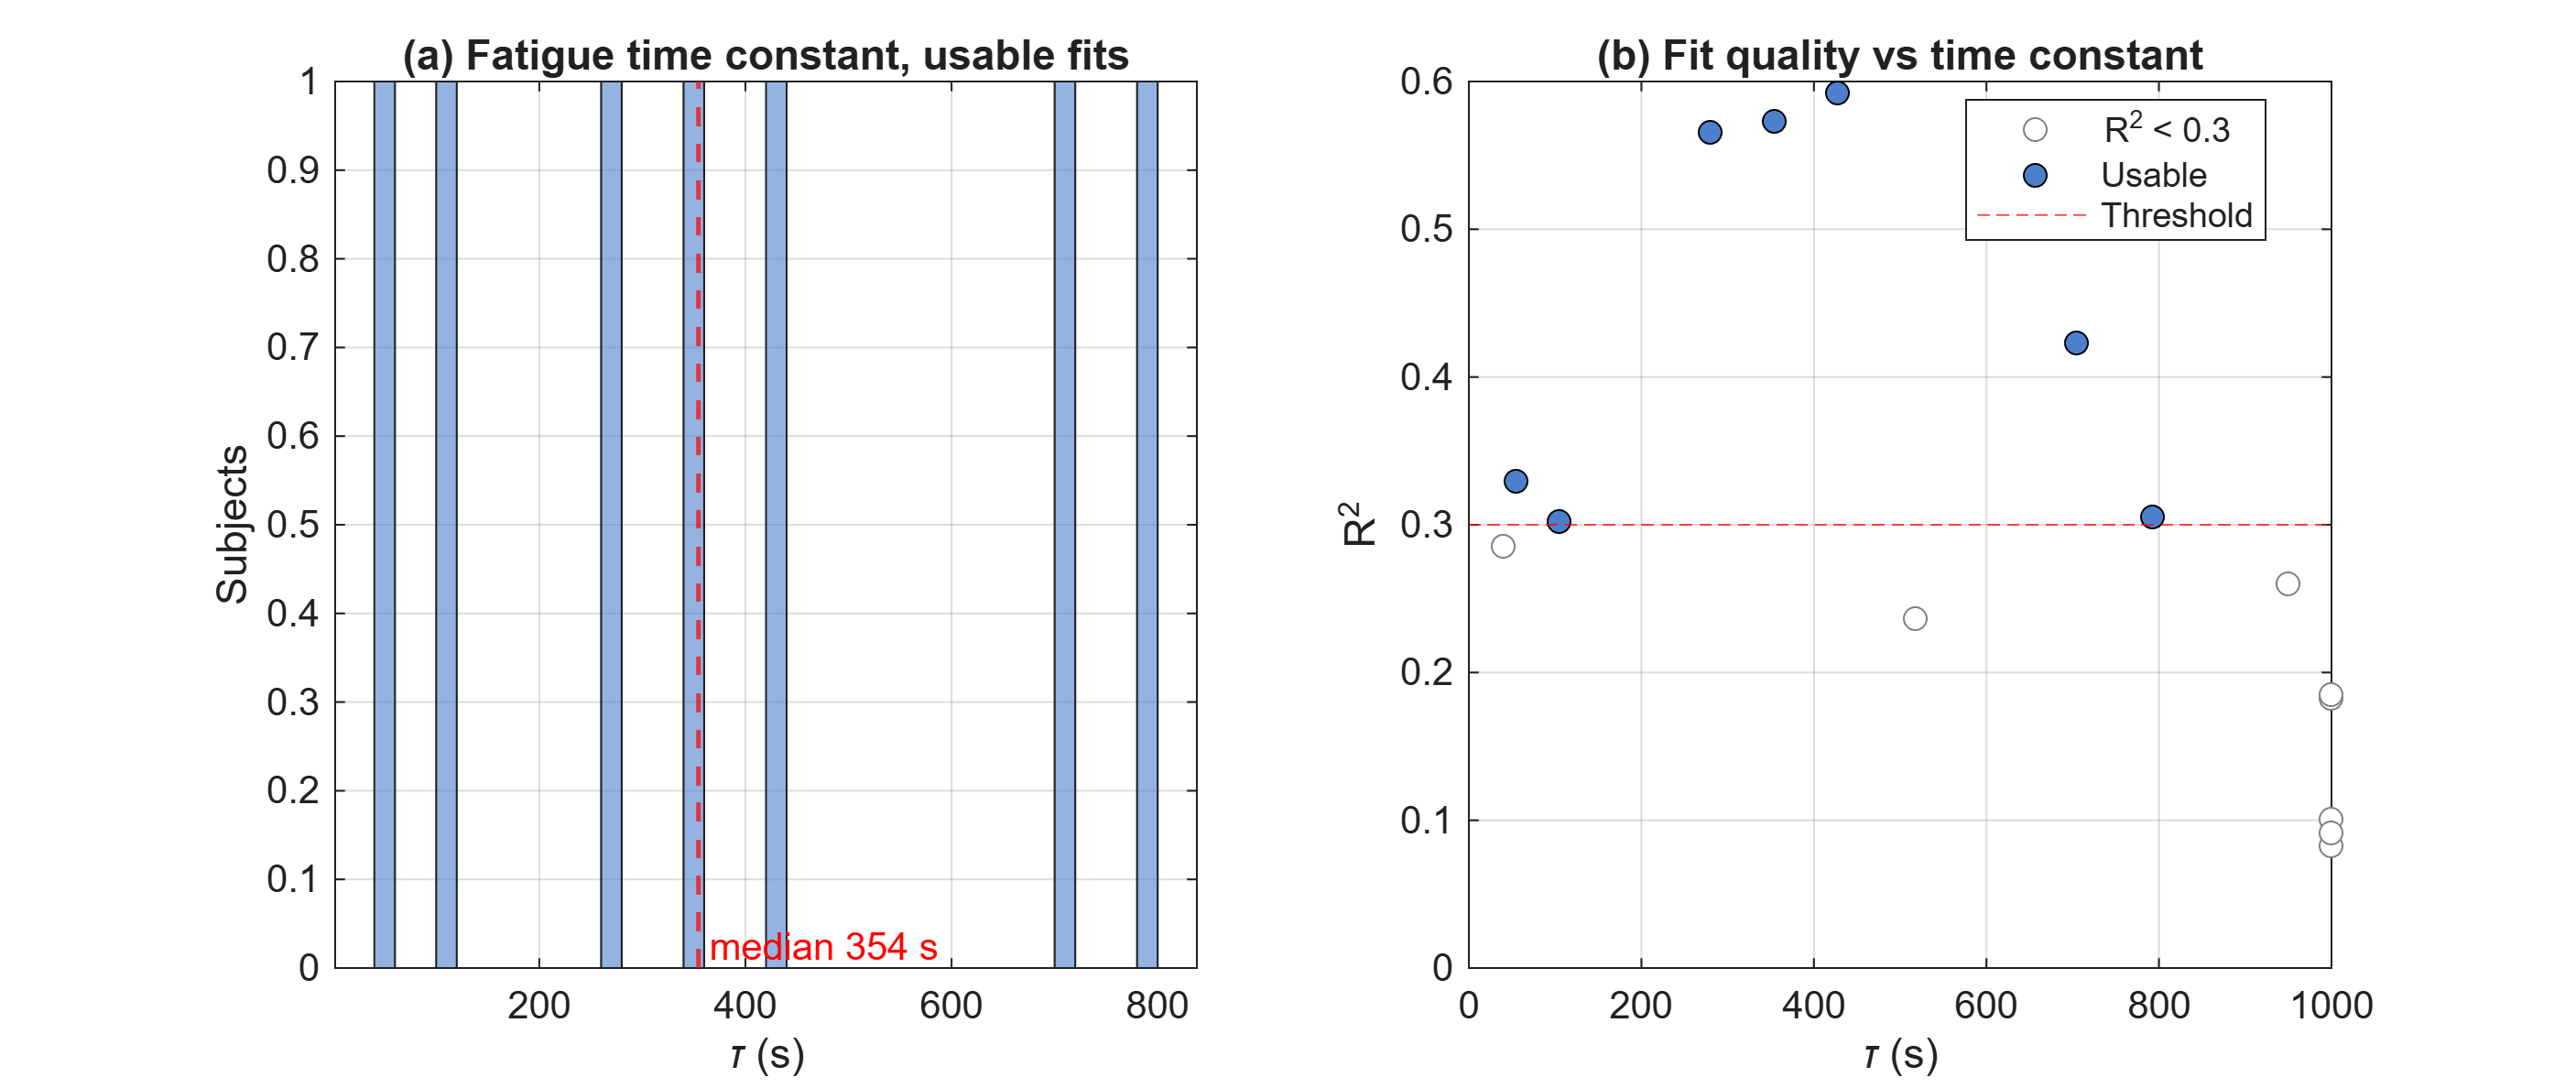 (a) Fatigue time constant, usable fits
1
0.9
0.8
0.7
0.6
0.5
0.4
0.3
0.2
0.1
0
Subjects
median 354 s
200 400 600 800
τ (s)
(b) Fit quality vs time constant
0.6
0.5
0.4
0.3
0.2
0.1
0
R²
R² < 0.3
Usable
Threshold
0 200 400 600 800 1000
τ (s)